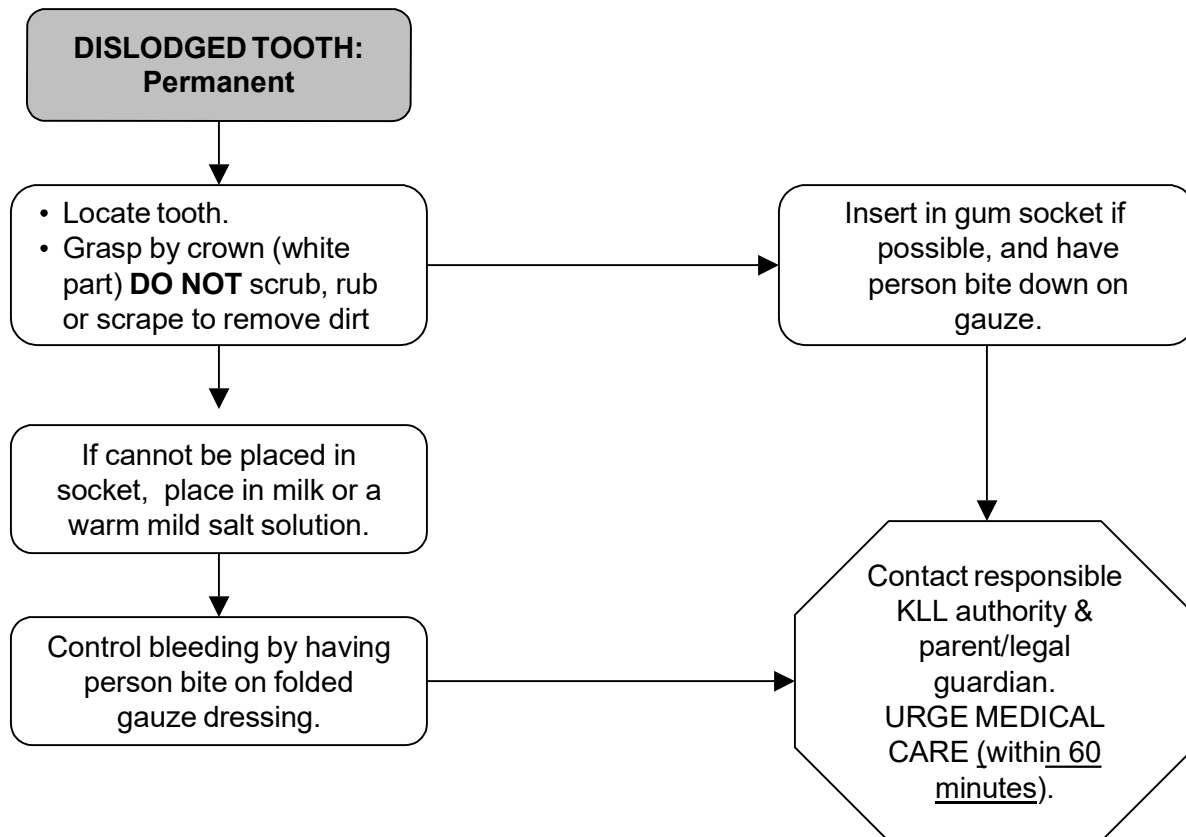 DISLODGED TOOTH:
Permanent
• Locate tooth.
• Grasp by crown (white
part) DO NOT scrub, rub
or scrape to remove dirt
Insert in gum socket if
possible, and have
person bite down on
gauze.
If cannot be placed in
socket, place in milk or a
warm mild salt solution.
Control bleeding by having
person bite on folded
gauze dressing.
Contact responsible
KLL authority &
parent/legal
guardian.
URGE MEDICAL
CARE (within 60
minutes).